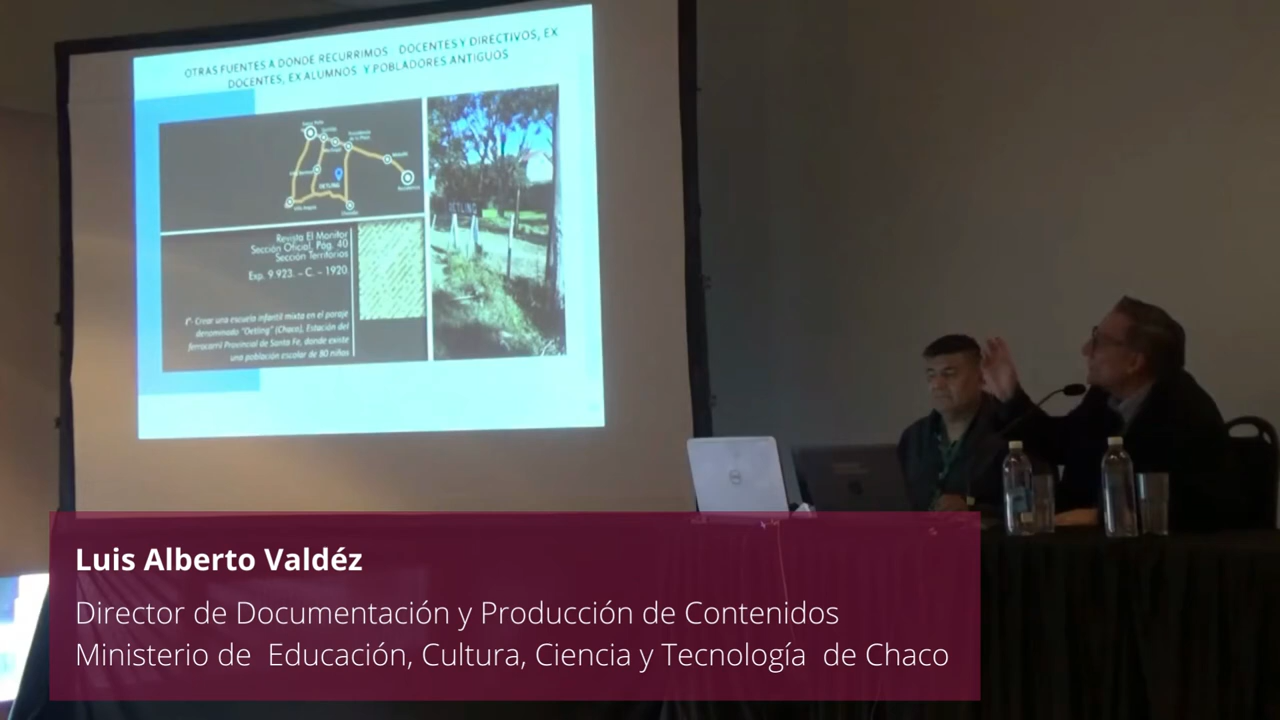 OTRAS FUENTES A DONDE RECURRIMOS DOCENTES Y DIRECTIVOS, EX
DOCENTES, EX ALUMNOS Y POBLADORES ANTIGUOS
OETLING
OETLING
Revista El Monitor
Sección Oficial, Pág. 40
Sección Territorios
Exp. 9.923. – C. – 1920
1°- Crear una escuela infantil mixta en el paraje
denominado "Oetling" (Chaco), Estación del
ferrocarril Provincial de Santa Fe, donde existe
una población escolar de 80 niños
Luis Alberto Valdéz
Director de Documentación y Producción de Contenidos
Ministerio de Educación, Cultura, Ciencia y Tecnología de Chaco